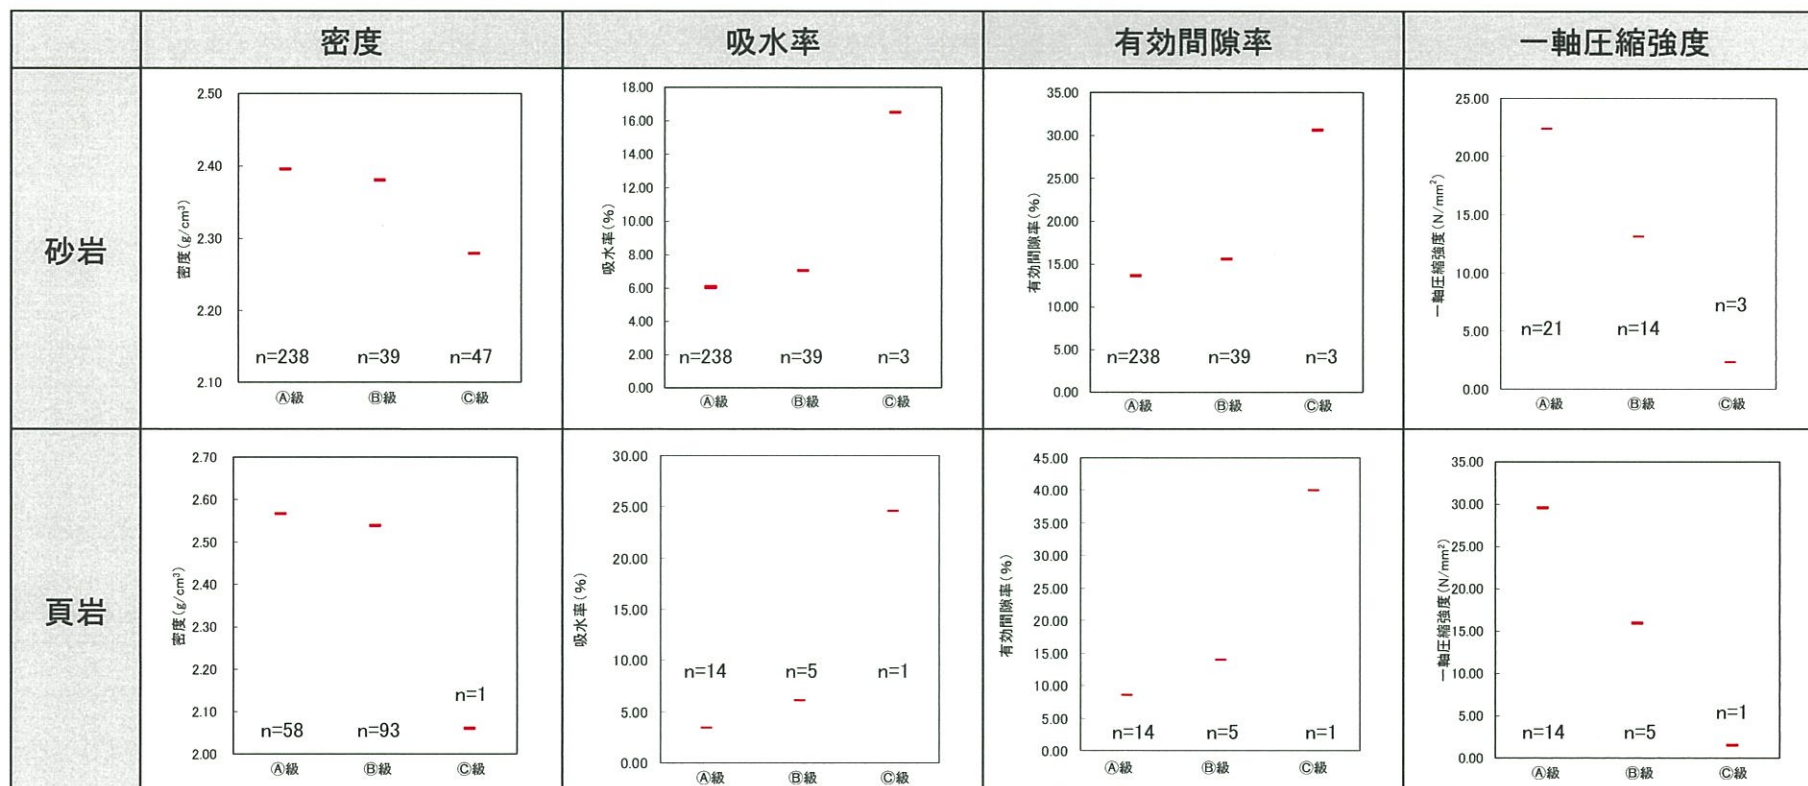 密度 吸水率 有効間隙率 一軸圧縮強度
砂岩
密度(g/cm³)
2.50
2.40
2.30
2.20
2.10
n=238 n=39 n=47
Ⓐ級 Ⓑ級 Ⓒ級
吸水率(%)
18.00
16.00
14.00
12.00
10.00
8.00
6.00
4.00
2.00
0.00
n=238 n=39 n=3
Ⓐ級 Ⓑ級 Ⓒ級
有効間隙率(%)
35.00
30.00
25.00
20.00
15.00
10.00
5.00
0.00
n=238 n=39 n=3
Ⓐ級 Ⓑ級 Ⓒ級
一軸圧縮強度(N/mm²)
25.00
20.00
15.00
10.00
5.00
0.00
n=21 n=14 n=3
Ⓐ級 Ⓑ級 Ⓒ級
頁岩
密度(g/cm³)
2.70
2.60
2.50
2.40
2.30
2.20
2.10
2.00
n=58 n=93 n=1
Ⓐ級 Ⓑ級 Ⓒ級
吸水率(%)
30.00
25.00
20.00
15.00
10.00
5.00
0.00
n=14 n=5 n=1
Ⓐ級 Ⓑ級 Ⓒ級
有効間隙率(%)
45.00
40.00
35.00
30.00
25.00
20.00
15.00
10.00
5.00
0.00
n=14 n=5 n=1
Ⓐ級 Ⓑ級 Ⓒ級
一軸圧縮強度(N/mm²)
35.00
30.00
25.00
20.00
15.00
10.00
5.00
0.00
n=14 n=5 n=1
Ⓐ級 Ⓑ級 Ⓒ級